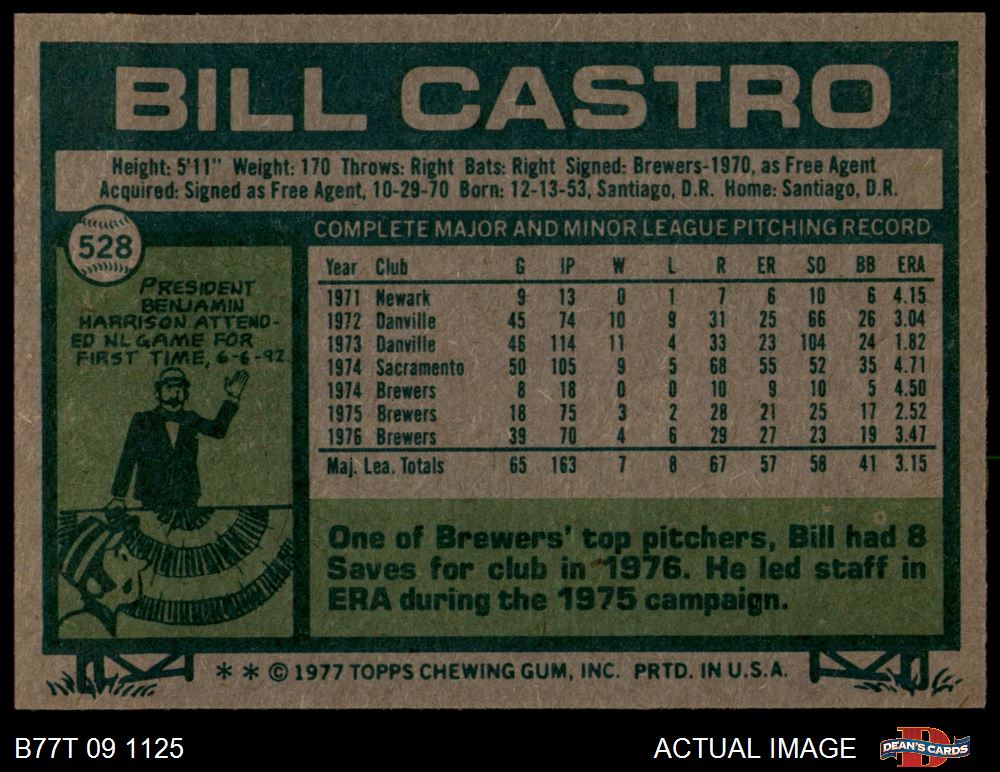 BILL CASTRO
Height: 5'11" Weight: 170 Throws: Right Bats: Right Signed: Brewers-1970, as Free Agent
Acquired: Signed as Free Agent, 10-29-70 Born: 12-13-53, Santiago, D.R. Home: Santiago, D.R.
528
PRESIDENT
BENJAMIN
HARRISON ATTEND-
ED NL GAME FOR
FIRST TIME, 6-6-92.
COMPLETE MAJOR AND MINOR LEAGUE PITCHING RECORD
Year Club G IP W L R ER SO BB ERA
1971 Newark 9 13 0 1 7 6 10 6 4.15
1972 Danville 45 74 10 9 31 25 66 26 3.04
1973 Danville 46 114 11 4 33 23 104 24 1.82
1974 Sacramento 50 105 9 5 68 55 52 35 4.71
1974 Brewers 8 18 0 0 10 9 10 5 4.50
1975 Brewers 18 75 3 2 28 21 25 17 2.52
1976 Brewers 39 70 4 6 29 27 23 19 3.47
Maj. Lea. Totals 65 163 7 8 67 57 58 41 3.15
One of Brewers' top pitchers, Bill had 8
Saves for club in 1976. He led staff in
ERA during the 1975 campaign.
* * © 1977 TOPPS CHEWING GUM, INC. PRTD. IN U.S.A.
B77T 09 1125
ACTUAL IMAGE
D
DEAN'S CARDS